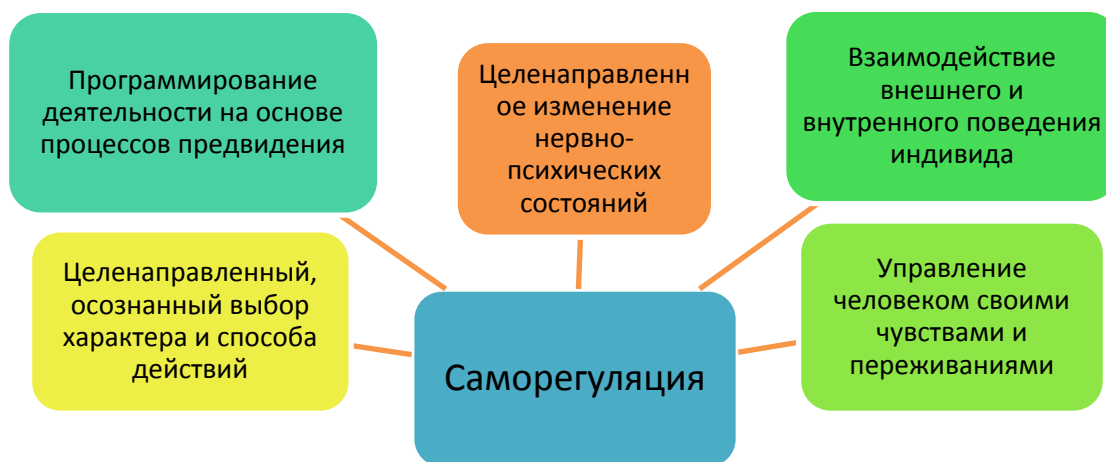 Программирование
деятельности на основе
процессов предвидения
Целенаправленн
ое изменение
нервно-
психических
состояний
Взаимодействие
внешнего и
внутренного поведения
индивида
Целенаправленный,
осознанный выбор
характера и способа
действий
Управление
человеком своими
чувствами и
переживаниями
Саморегуляция